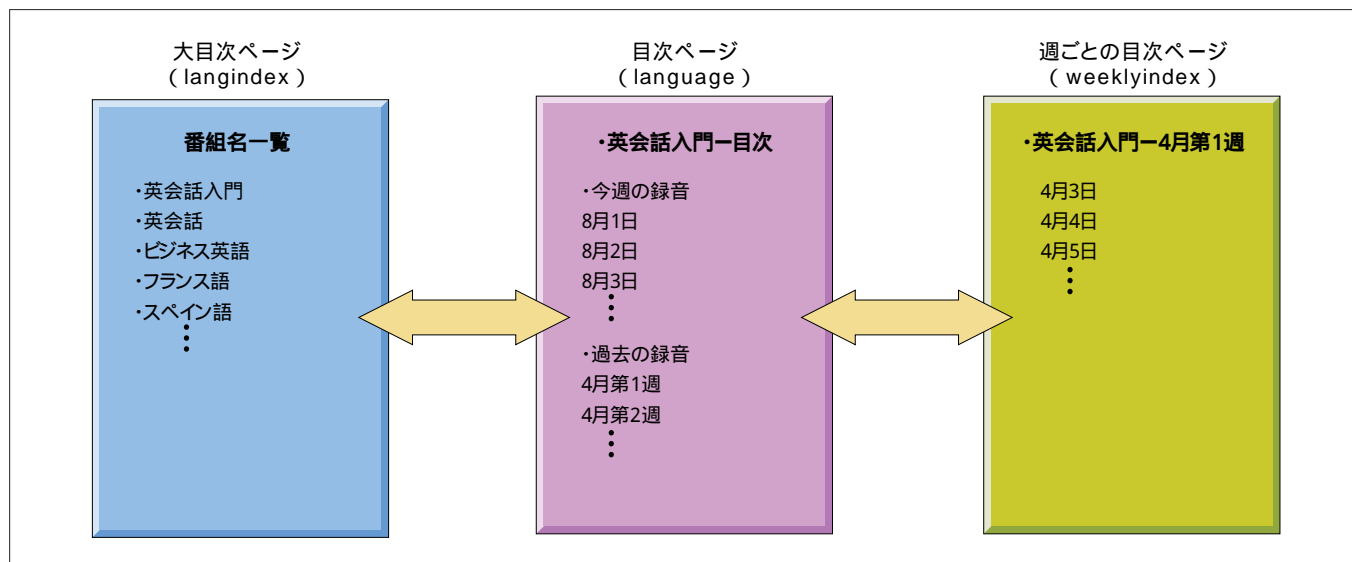 大目次ページ
(langindex)
番組名一覧
・英会話入門
・英会話
・ビジネス英語
・フランス語
・スペイン語
目次ページ
(language)
・英会話入門ー目次
・今週の録音
8月1日
8月2日
8月3日
・過去の録音
4月第1週
4月第2週
週ごとの目次ページ
(weeklyindex)
・英会話入門ー4月第1週
4月3日
4月4日
4月5日